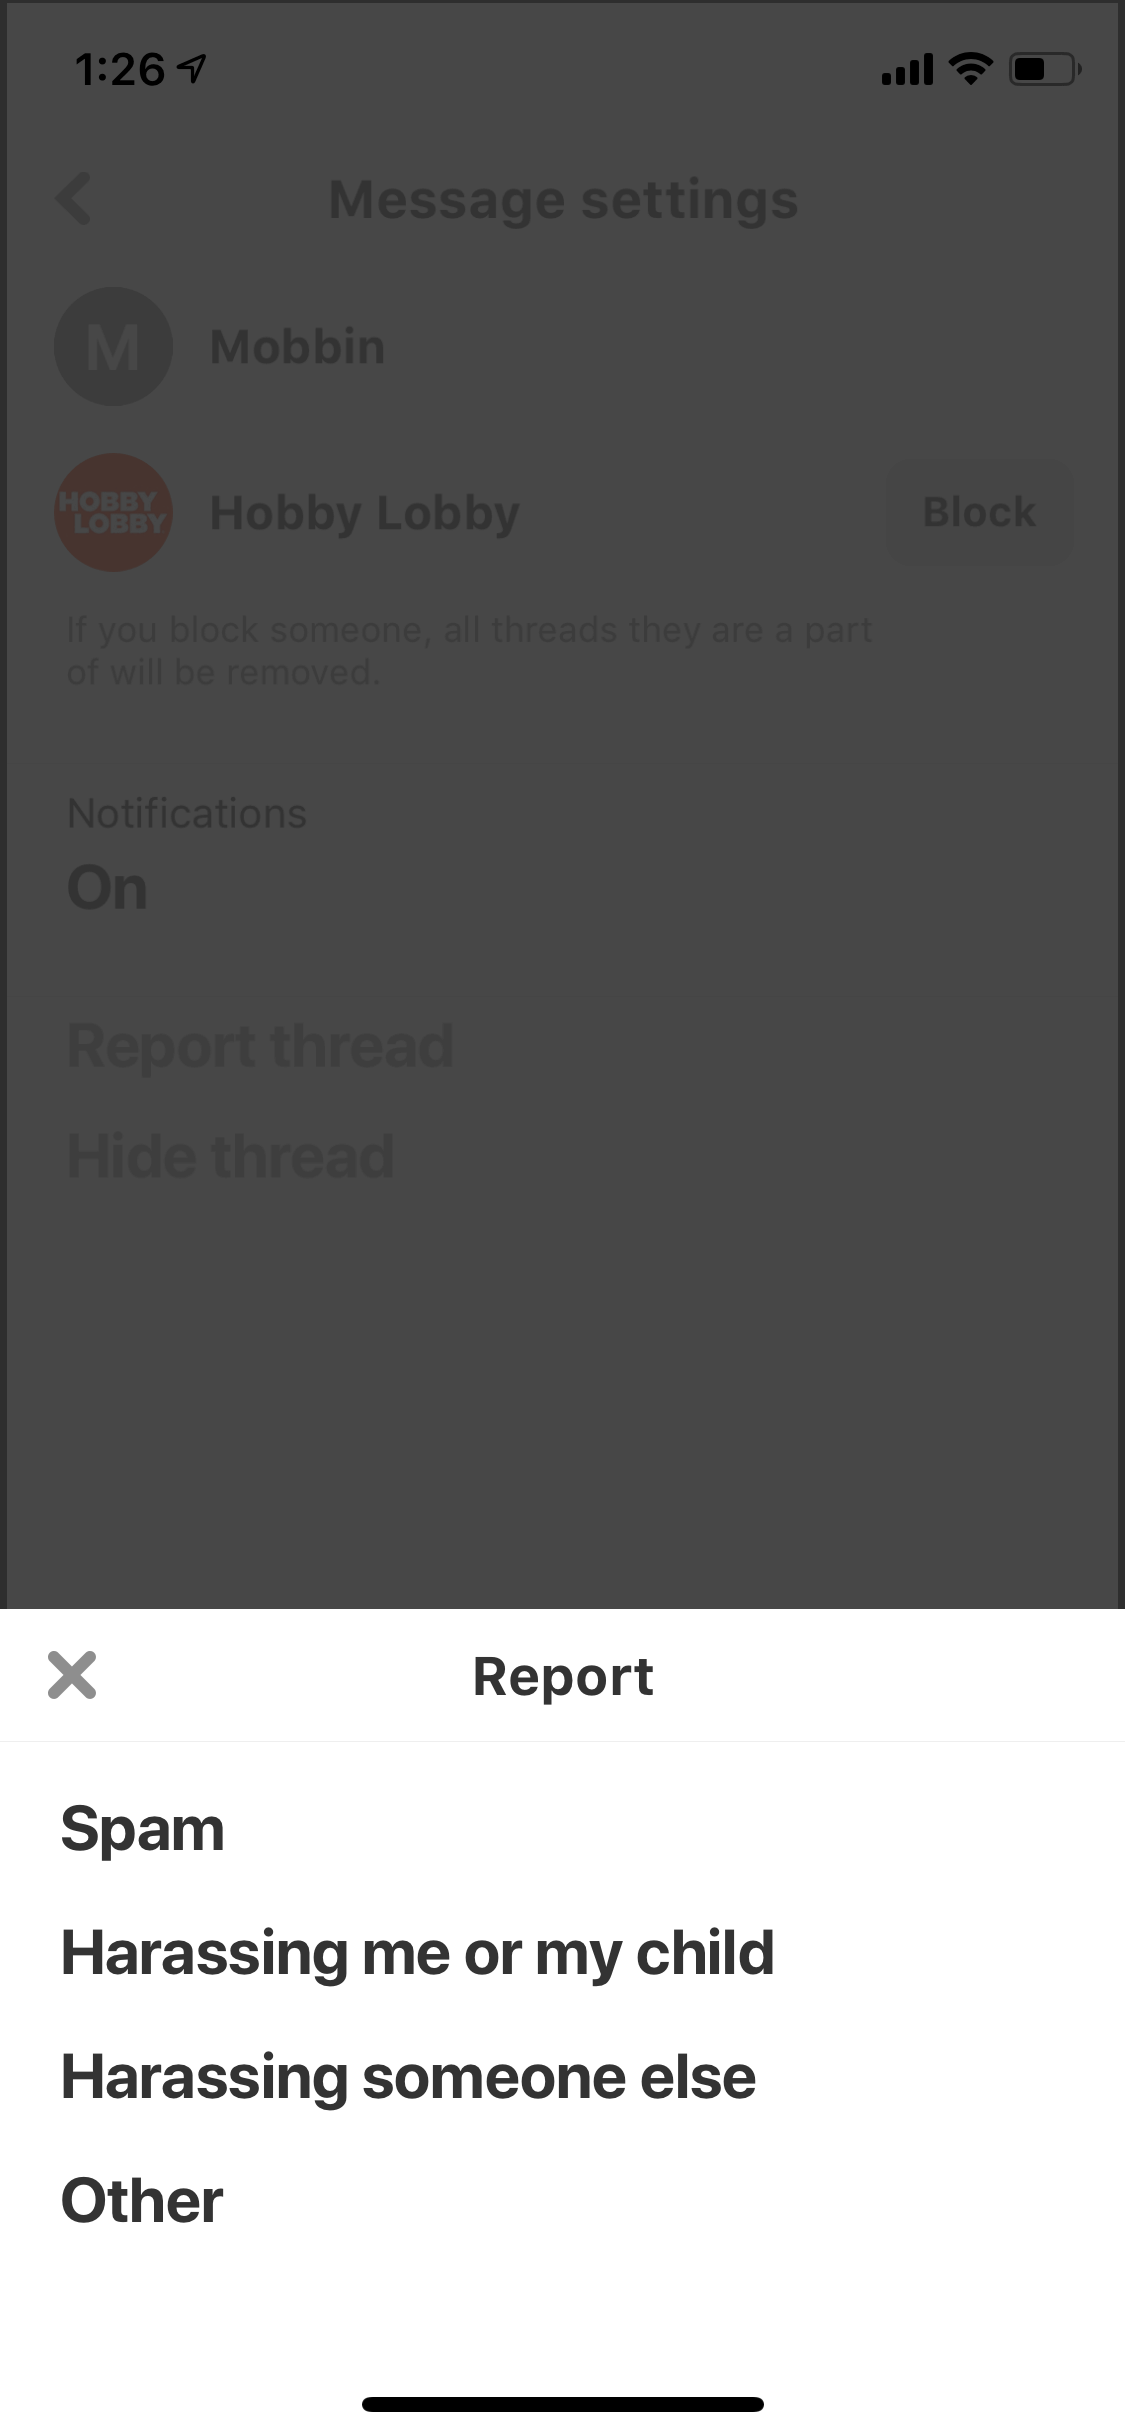 1:26
Message settings
M
Mobbin
HOBBY
LOBBY
Hobby Lobby
Block
If you block someone, all threads they are a part
of will be removed.
Notifications
On
Report thread
Hide thread
Report
Spam
Harassing me or my child
Harassing someone else
Other